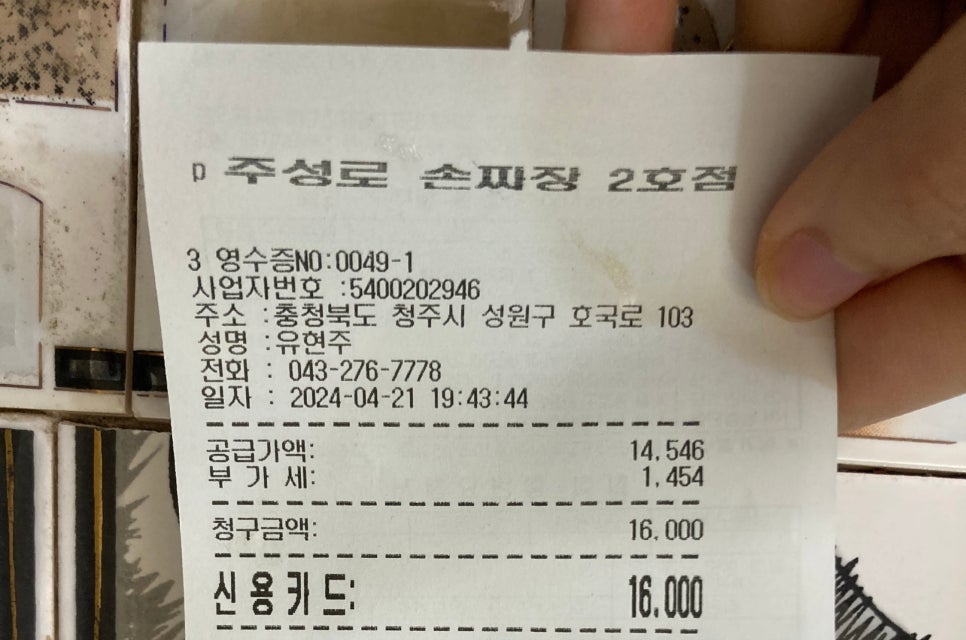 p 주성로 손짜장 2호점
3 영수증NO:0049-1
사업자번호 :5400202946
주소 :충청북도 청주시 성원구 호국로 103
성명 :유현주
전화 : 043-276-7778
일자 : 2024-04-21 19:43:44
공급가액: 14,546
부 가 세: 1,454
청구금액: 16,000
신용카드: 16,000